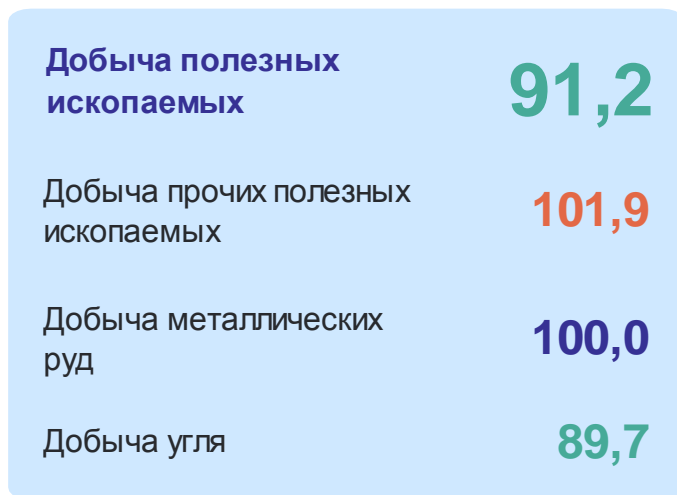 Добыча полезных
ископаемых
91,2
Добыча прочих полезных
ископаемых
101,9
Добыча металлических
руд
100,0
Добыча угля
89,7